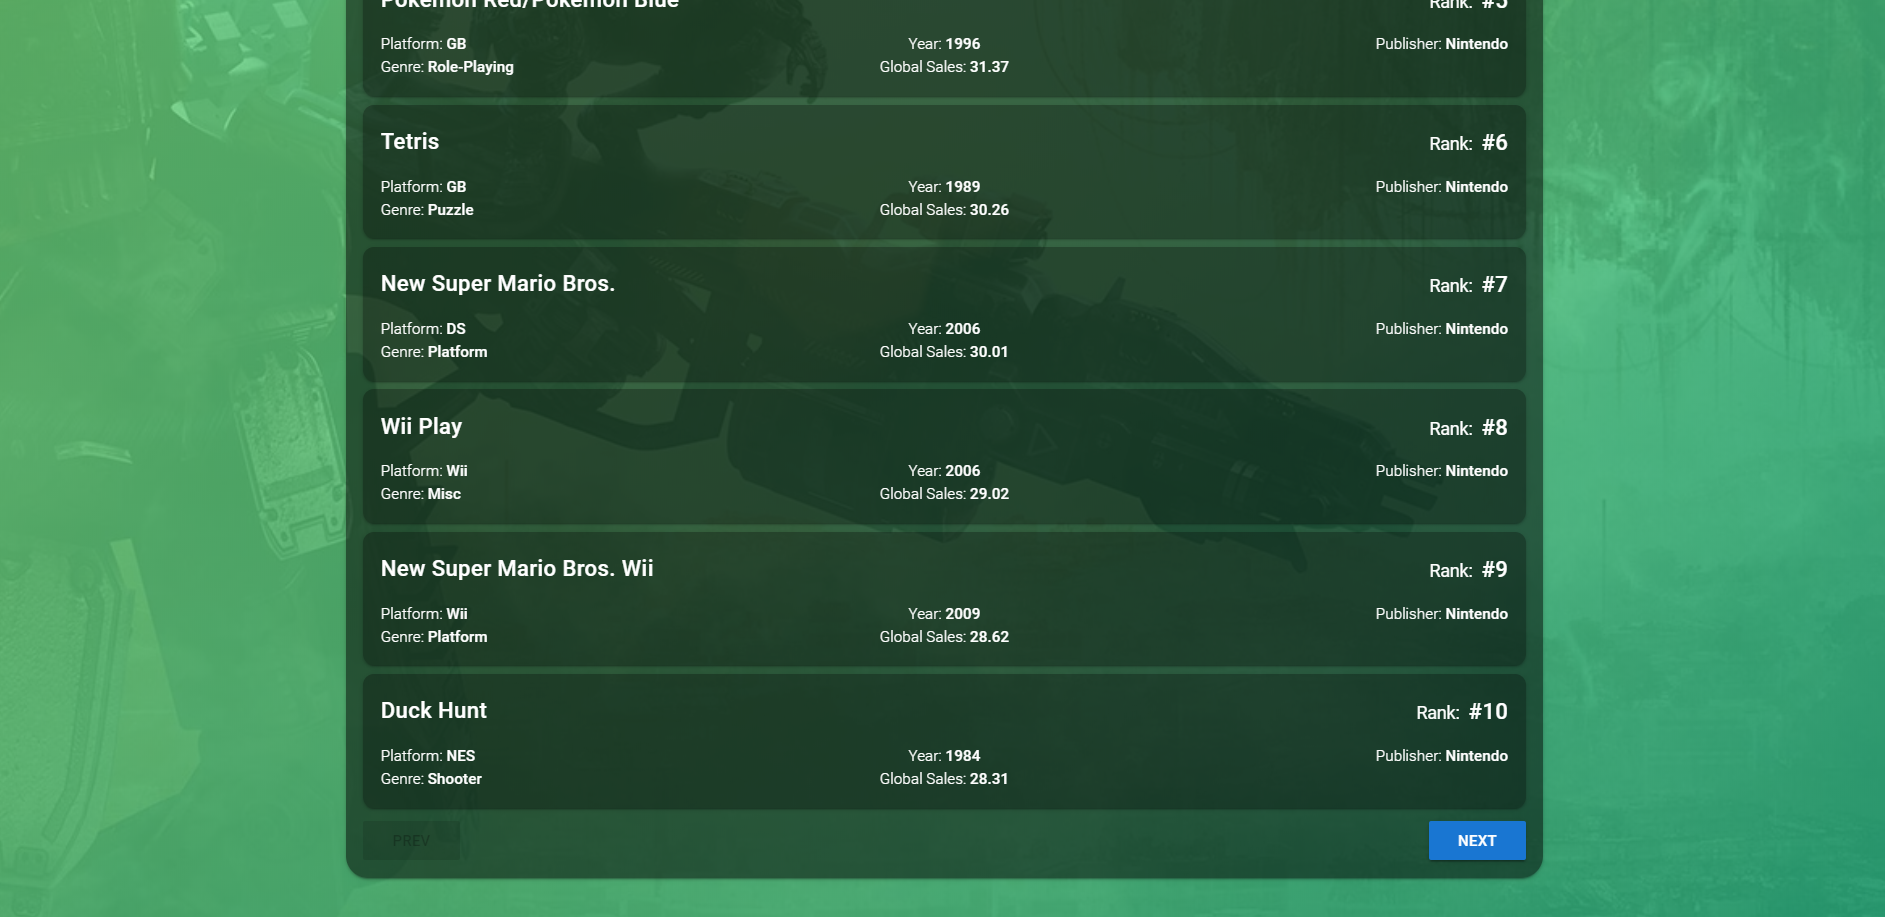 Pokemon Red/Pokemon Blue
Rank: #5
Platform: GB
Year: 1996
Publisher: Nintendo
Genre: Role-Playing
Global Sales: 31.37
Tetris
Rank: #6
Platform: GB
Year: 1989
Publisher: Nintendo
Genre: Puzzle
Global Sales: 30.26
New Super Mario Bros.
Rank: #7
Platform: DS
Year: 2006
Publisher: Nintendo
Genre: Platform
Global Sales: 30.01
Wii Play
Rank: #8
Platform: Wii
Year: 2006
Publisher: Nintendo
Genre: Misc
Global Sales: 29.02
New Super Mario Bros. Wii
Rank: #9
Platform: Wii
Year: 2009
Publisher: Nintendo
Genre: Platform
Global Sales: 28.62
Duck Hunt
Rank: #10
Platform: NES
Year: 1984
Publisher: Nintendo
Genre: Shooter
Global Sales: 28.31
PREV
NEXT